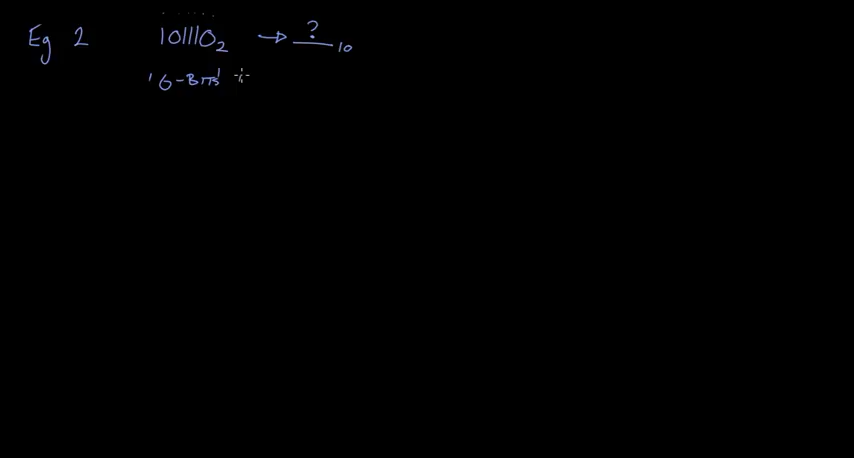 Eg 2 101110₂ → ?₁₀
'6-BITS'